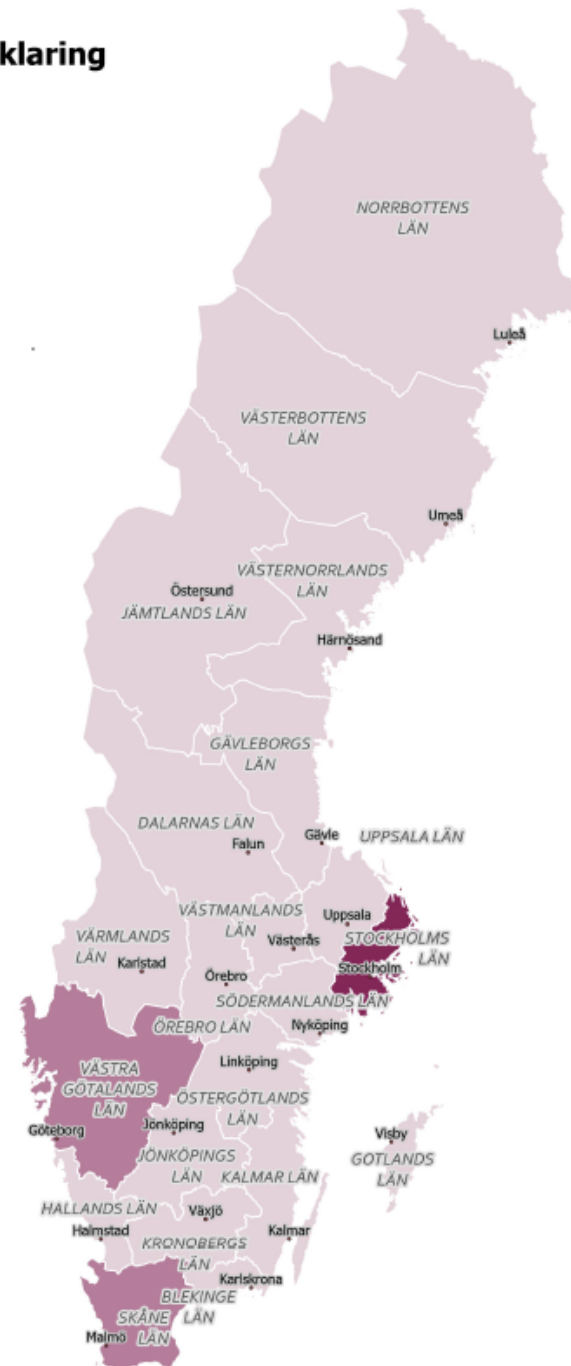 klaring
NORRBOTTENS
LÄN
Luleå
VÄSTERBOTTENS
LÄN
Umeå
VÄSTERNORRLANDS
LÄN
Östersund
JÄMTLANDS LÄN
Härnösand
GÄVLEBORGS
LÄN
DALARNAS LÄN
Falun
Gävle
UPPSALA LÄN
VÄSTMANLANDS
LÄN
Uppsala
VÄRMLANDS
LÄN
Västerås
STOCKHOLMS
LÄN
Karlstad
Örebro
Stockholm
SÖDERMANLANDS LÄN
ÖREBRO LÄN
Nyköping
VÄSTRA
GÖTALANDS
LÄN
Linköping
ÖSTERGÖTLANDS
LÄN
Göteborg
Jönköping
Visby
JÖNKÖPINGS
LÄN
KALMAR LÄN
GOTLANDS
LÄN
HALLANDS LÄN
Växjö
Halmstad
Kalmar
KRONOBERGS
LÄN
Karlskrona
BLEKINGE
LÄN
SKÅNE
LÄN
Malmö